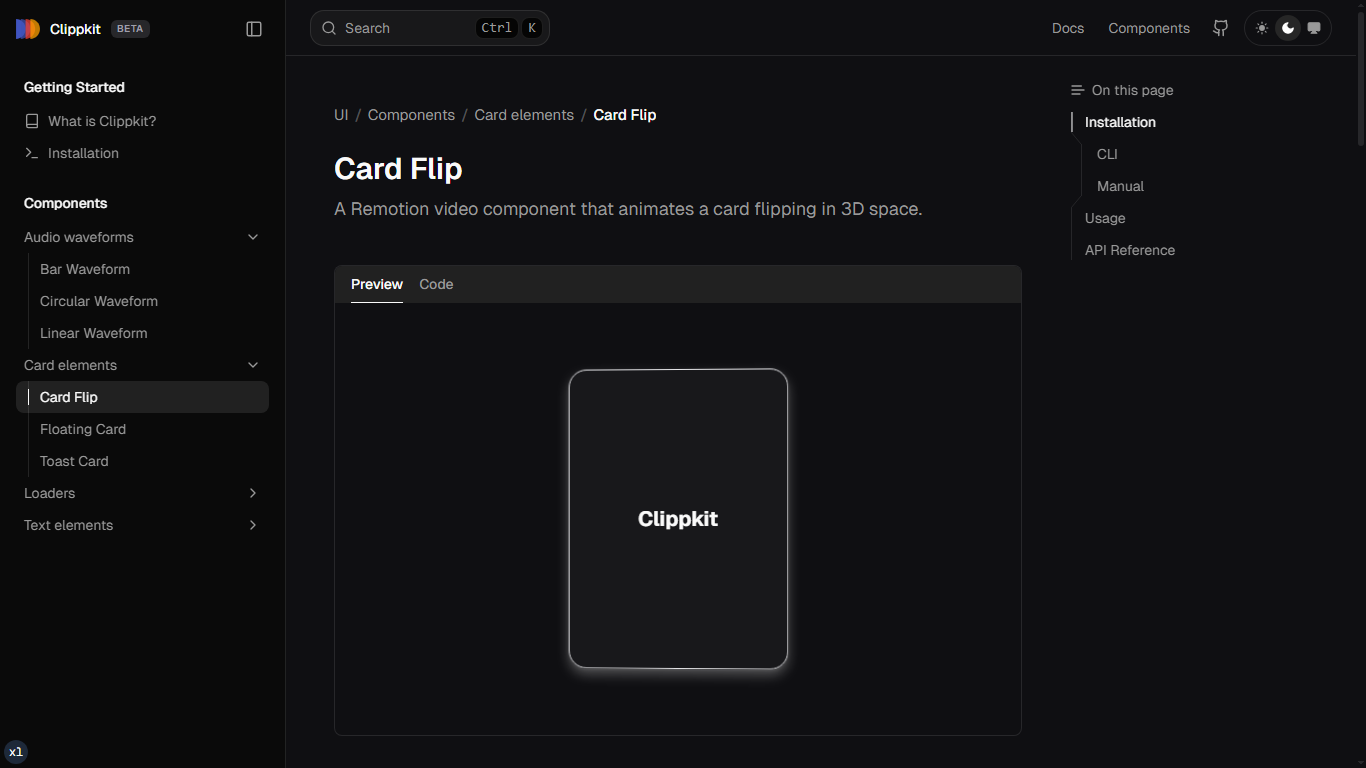 Clippkit BETA
Search Ctrl K
Docs Components
Getting Started
What is Clippkit?
Installation
Components
Audio waveforms
Bar Waveform
Circular Waveform
Linear Waveform
Card elements
Card Flip
Floating Card
Toast Card
Loaders
Text elements
x1
UI / Components / Card elements / Card Flip
Card Flip
A Remotion video component that animates a card flipping in 3D space.
Preview Code
Clippkit
On this page
Installation
CLI
Manual
Usage
API Reference